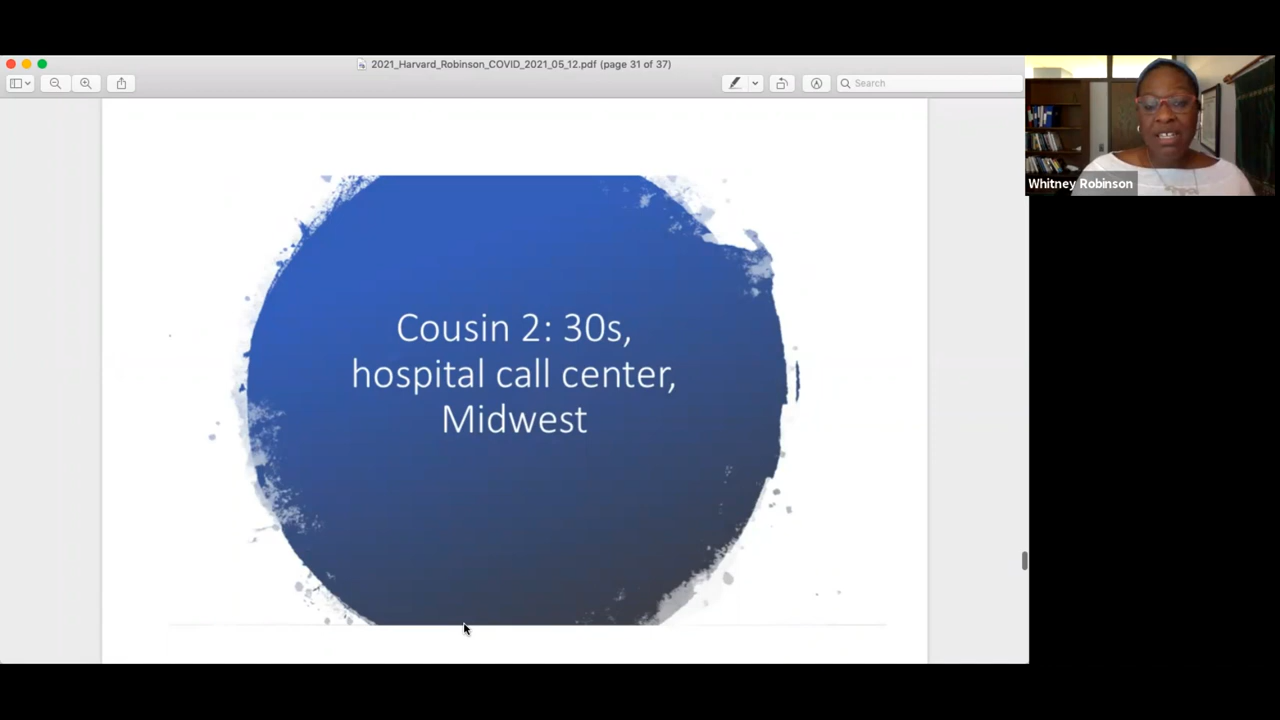 2021_Harvard_Robinson_COVID_2021_05_12.pdf (page 31 of 37)
Search
Whitney Robinson
Cousin 2: 30s,
hospital call center,
Midwest